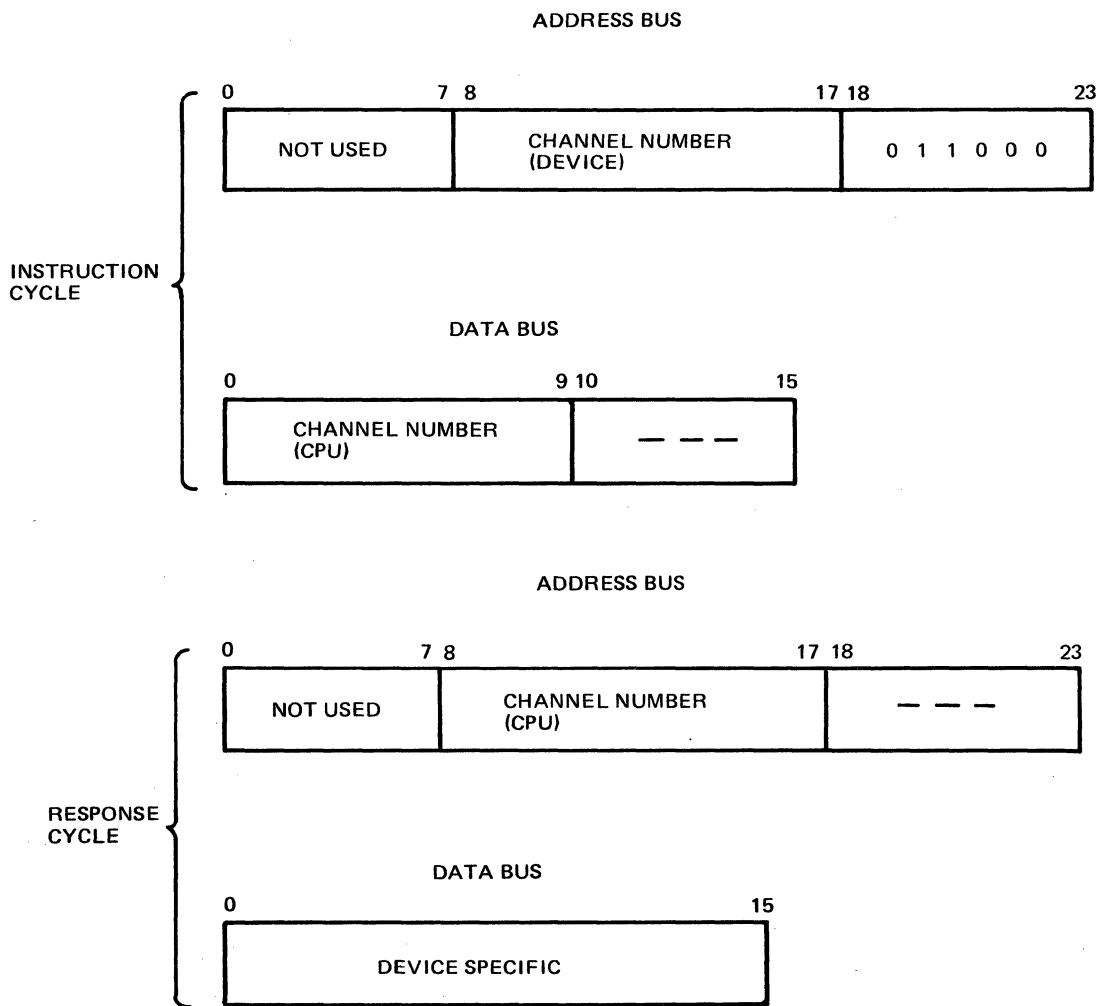 ADDRESS BUS
0 7 8 17 18 23
NOT USED
CHANNEL NUMBER
(DEVICE)
0 1 1 0 0 0
INSTRUCTION
CYCLE
DATA BUS
0 9 10 15
CHANNEL NUMBER
(CPU)
— — —
ADDRESS BUS
0 7 8 17 18 23
NOT USED
CHANNEL NUMBER
(CPU)
— — —
RESPONSE
CYCLE
DATA BUS
0 15
DEVICE SPECIFIC